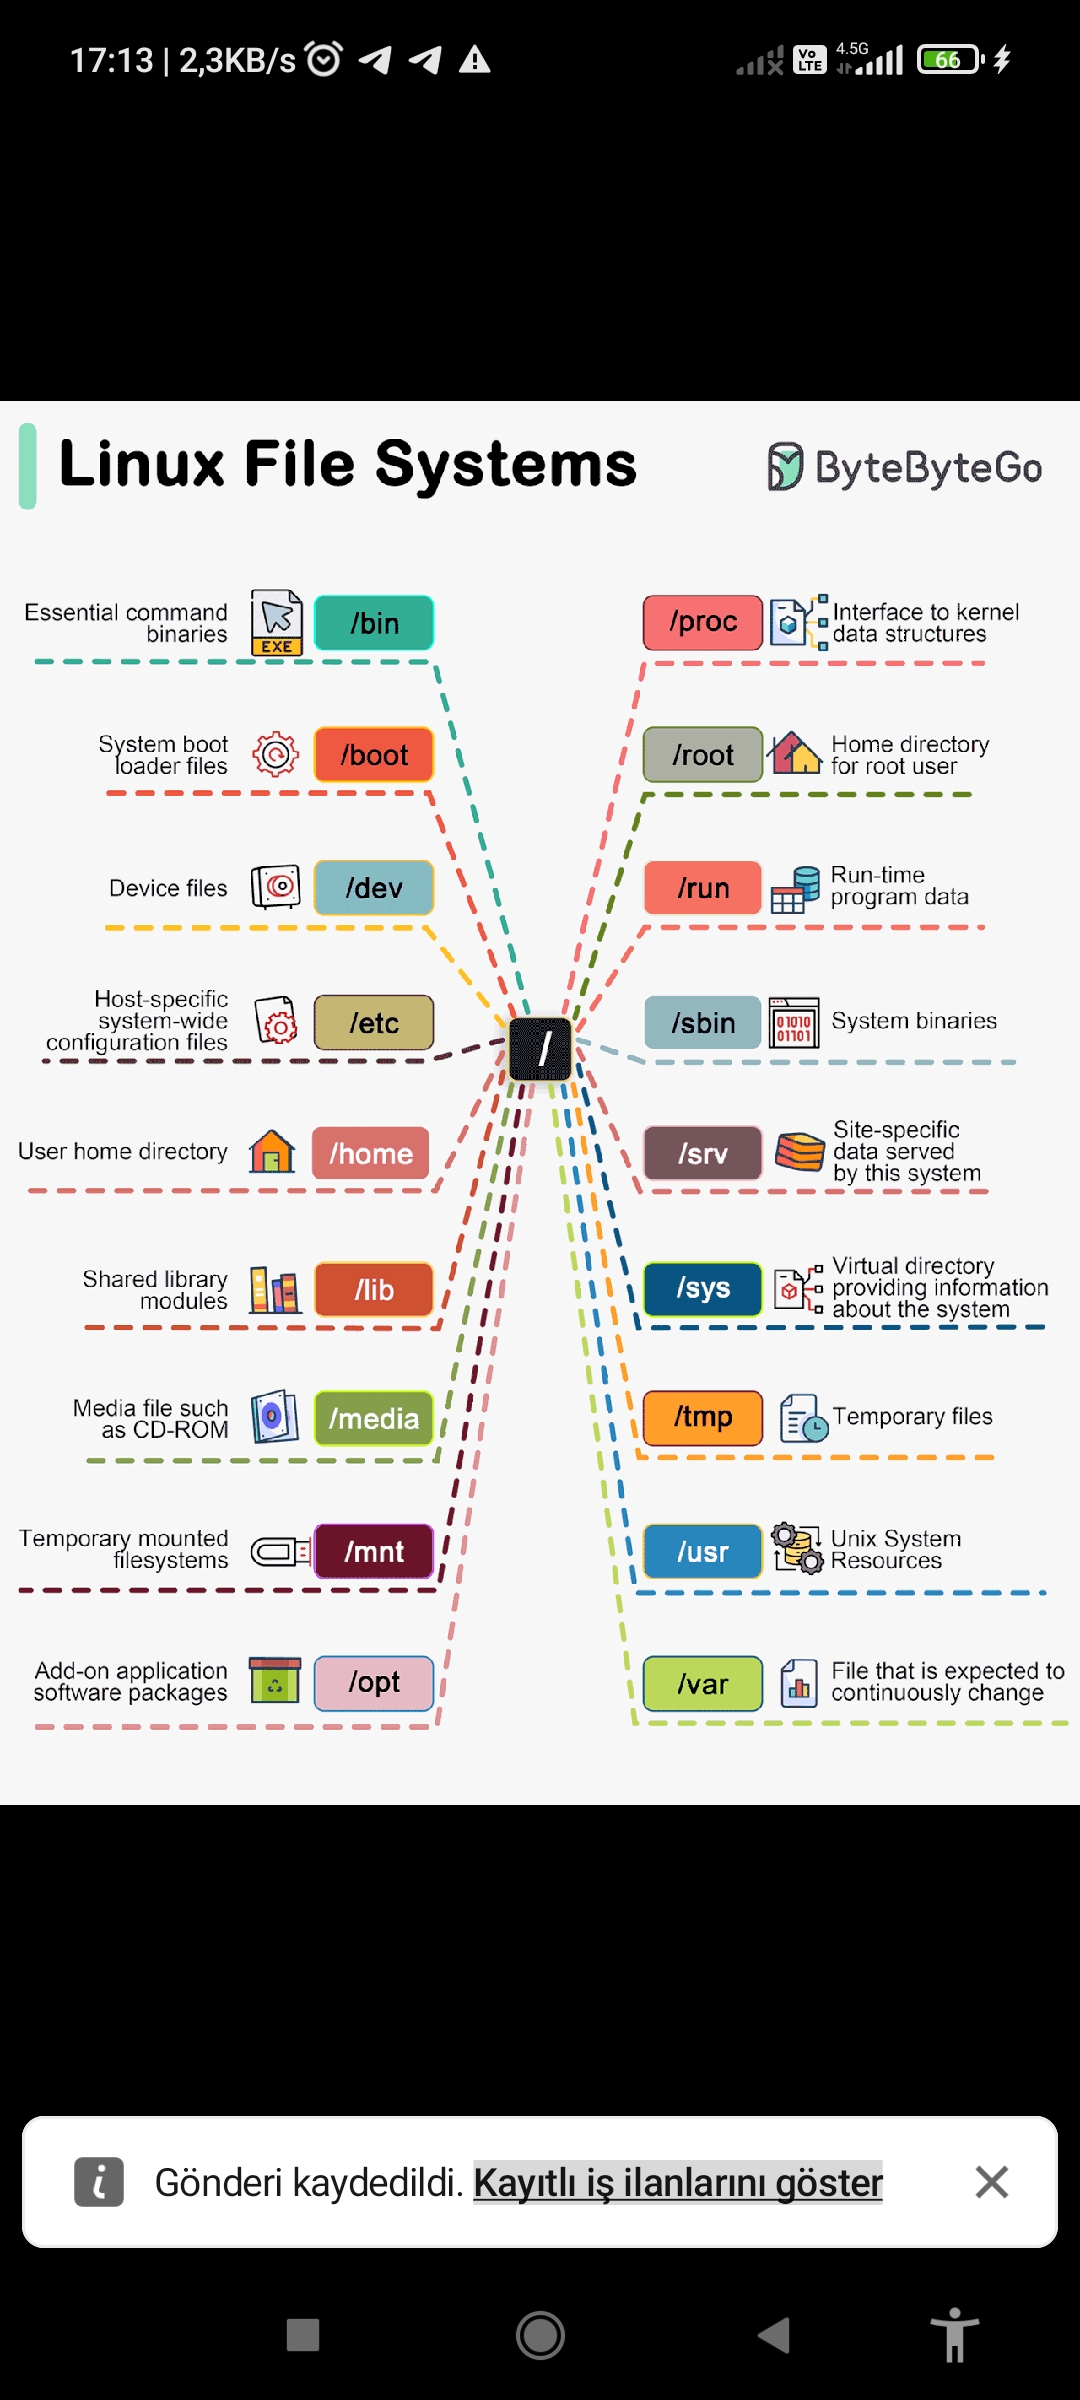 17:13 | 2,3KB/s
Vo
LTE
4.5G
66
Linux File Systems
ByteByteGo
Essential command
binaries
EXE
/bin
System boot
loader files
/boot
Device files
/dev
Host-specific
system-wide
configuration files
/etc
User home directory
/home
Shared library
modules
/lib
Media file such
as CD-ROM
/media
Temporary mounted
filesystems
/mnt
Add-on application
software packages
/opt
/
/proc
Interface to kernel
data structures
/root
Home directory
for root user
/run
Run-time
program data
/sbin
01010
01101
System binaries
/srv
Site-specific
data served
by this system
/sys
Virtual directory
providing information
about the system
/tmp
Temporary files
/usr
Unix System
Resources
/var
File that is expected to
continuously change
Gönderi kaydedildi. Kayıtlı iş ilanlarını göster